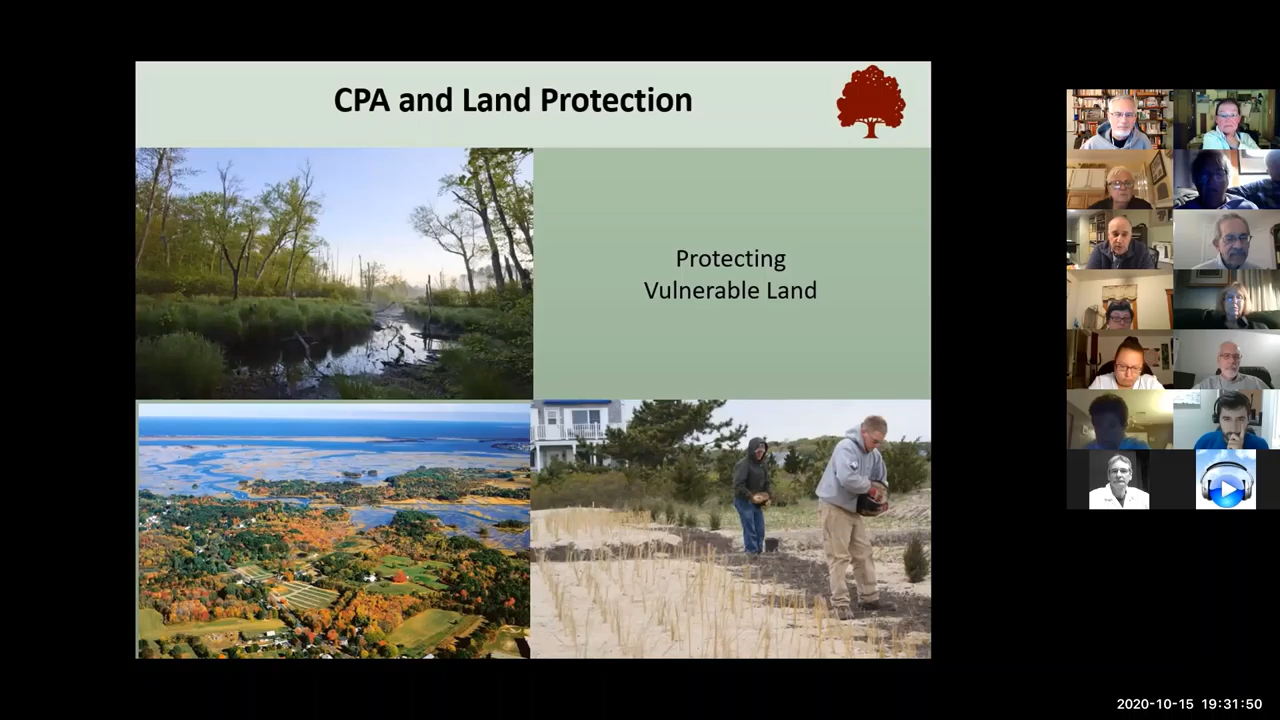 CPA and Land Protection
Protecting
Vulnerable Land
2020-10-15 19:31:50